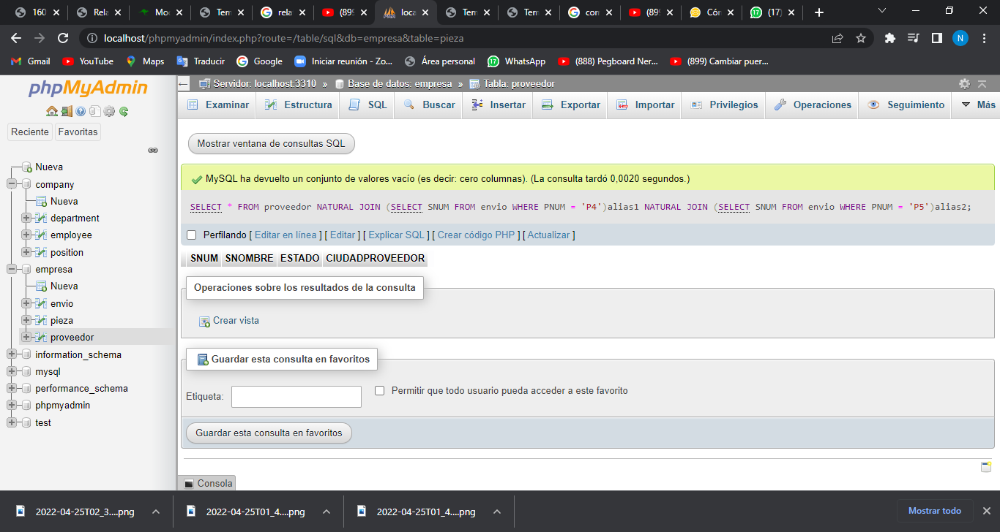 160
Rela
Moc
Tem
rela
(899
loca
Tem
Tem
con
(899
Cór
(17)
localhost/phpmyadmin/index.php?route=/table/sql&db=empresa&table=pieza
N
Gmail
YouTube
Maps
Traducir
Google
Iniciar reunión - Zo...
Área personal
17
WhatsApp
(888) Pegboard Ner...
(899) Cambiar puer...
phpMyAdmin
Servidor: localhost:3310 » Base de datos: empresa » Tabla: proveedor
Examinar
Estructura
SQL
Buscar
Insertar
Exportar
Importar
Privilegios
Operaciones
Seguimiento
Más
Reciente
Favoritas
Nueva
company
Nueva
department
employee
position
empresa
Nueva
envio
pieza
proveedor
information_schema
mysql
performance_schema
phpmyadmin
test
Mostrar ventana de consultas SQL
MySQL ha devuelto un conjunto de valores vacío (es decir: cero columnas). (La consulta tardó 0,0020 segundos.)
SELECT * FROM proveedor NATURAL JOIN (SELECT SNUM FROM envio WHERE PNUM = 'P4')alias1 NATURAL JOIN (SELECT SNUM FROM envio WHERE PNUM = 'P5')alias2;
Perfilando [ Editar en línea ] [ Editar ] [ Explicar SQL ] [ Crear código PHP ] [ Actualizar ]
SNUM SNOMBRE ESTADO CIUDADPROVEEDOR
Operaciones sobre los resultados de la consulta
Crear vista
Guardar esta consulta en favoritos
Etiqueta:
Permitir que todo usuario pueda acceder a este favorito
Guardar esta consulta en favoritos
Consola
2022-04-25T02_3....png
2022-04-25T01_4....png
2022-04-25T01_4....png
Mostrar todo